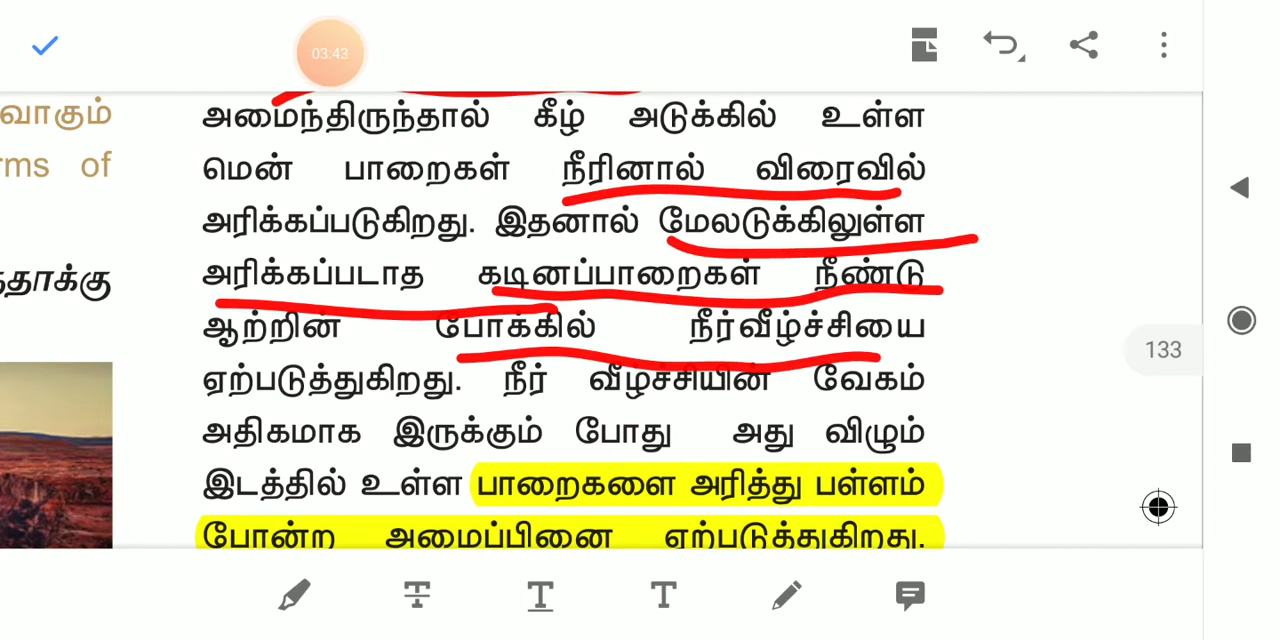 03:43
வாகும்
rms of
தாக்கு
அமைந்திருந்தால் கீழ் அடுக்கில் உள்ள
மென் பாறைகள் நீரினால் விரைவில்
அரிக்கப்படுகிறது. இதனால் மேலடுக்கிலுள்ள
அரிக்கப்படாத கடினப்பாறைகள் நீண்டு
ஆற்றின் போக்கில் நீர்வீழ்ச்சியை
ஏற்படுத்துகிறது. நீர் வீழச்சியின் வேகம்
அதிகமாக இருக்கும் போது அது விழும்
இடத்தில் உள்ள பாறைகளை அரித்து பள்ளம்
போன்ற அமைப்பினை ஏற்படுத்துகிறது.
133